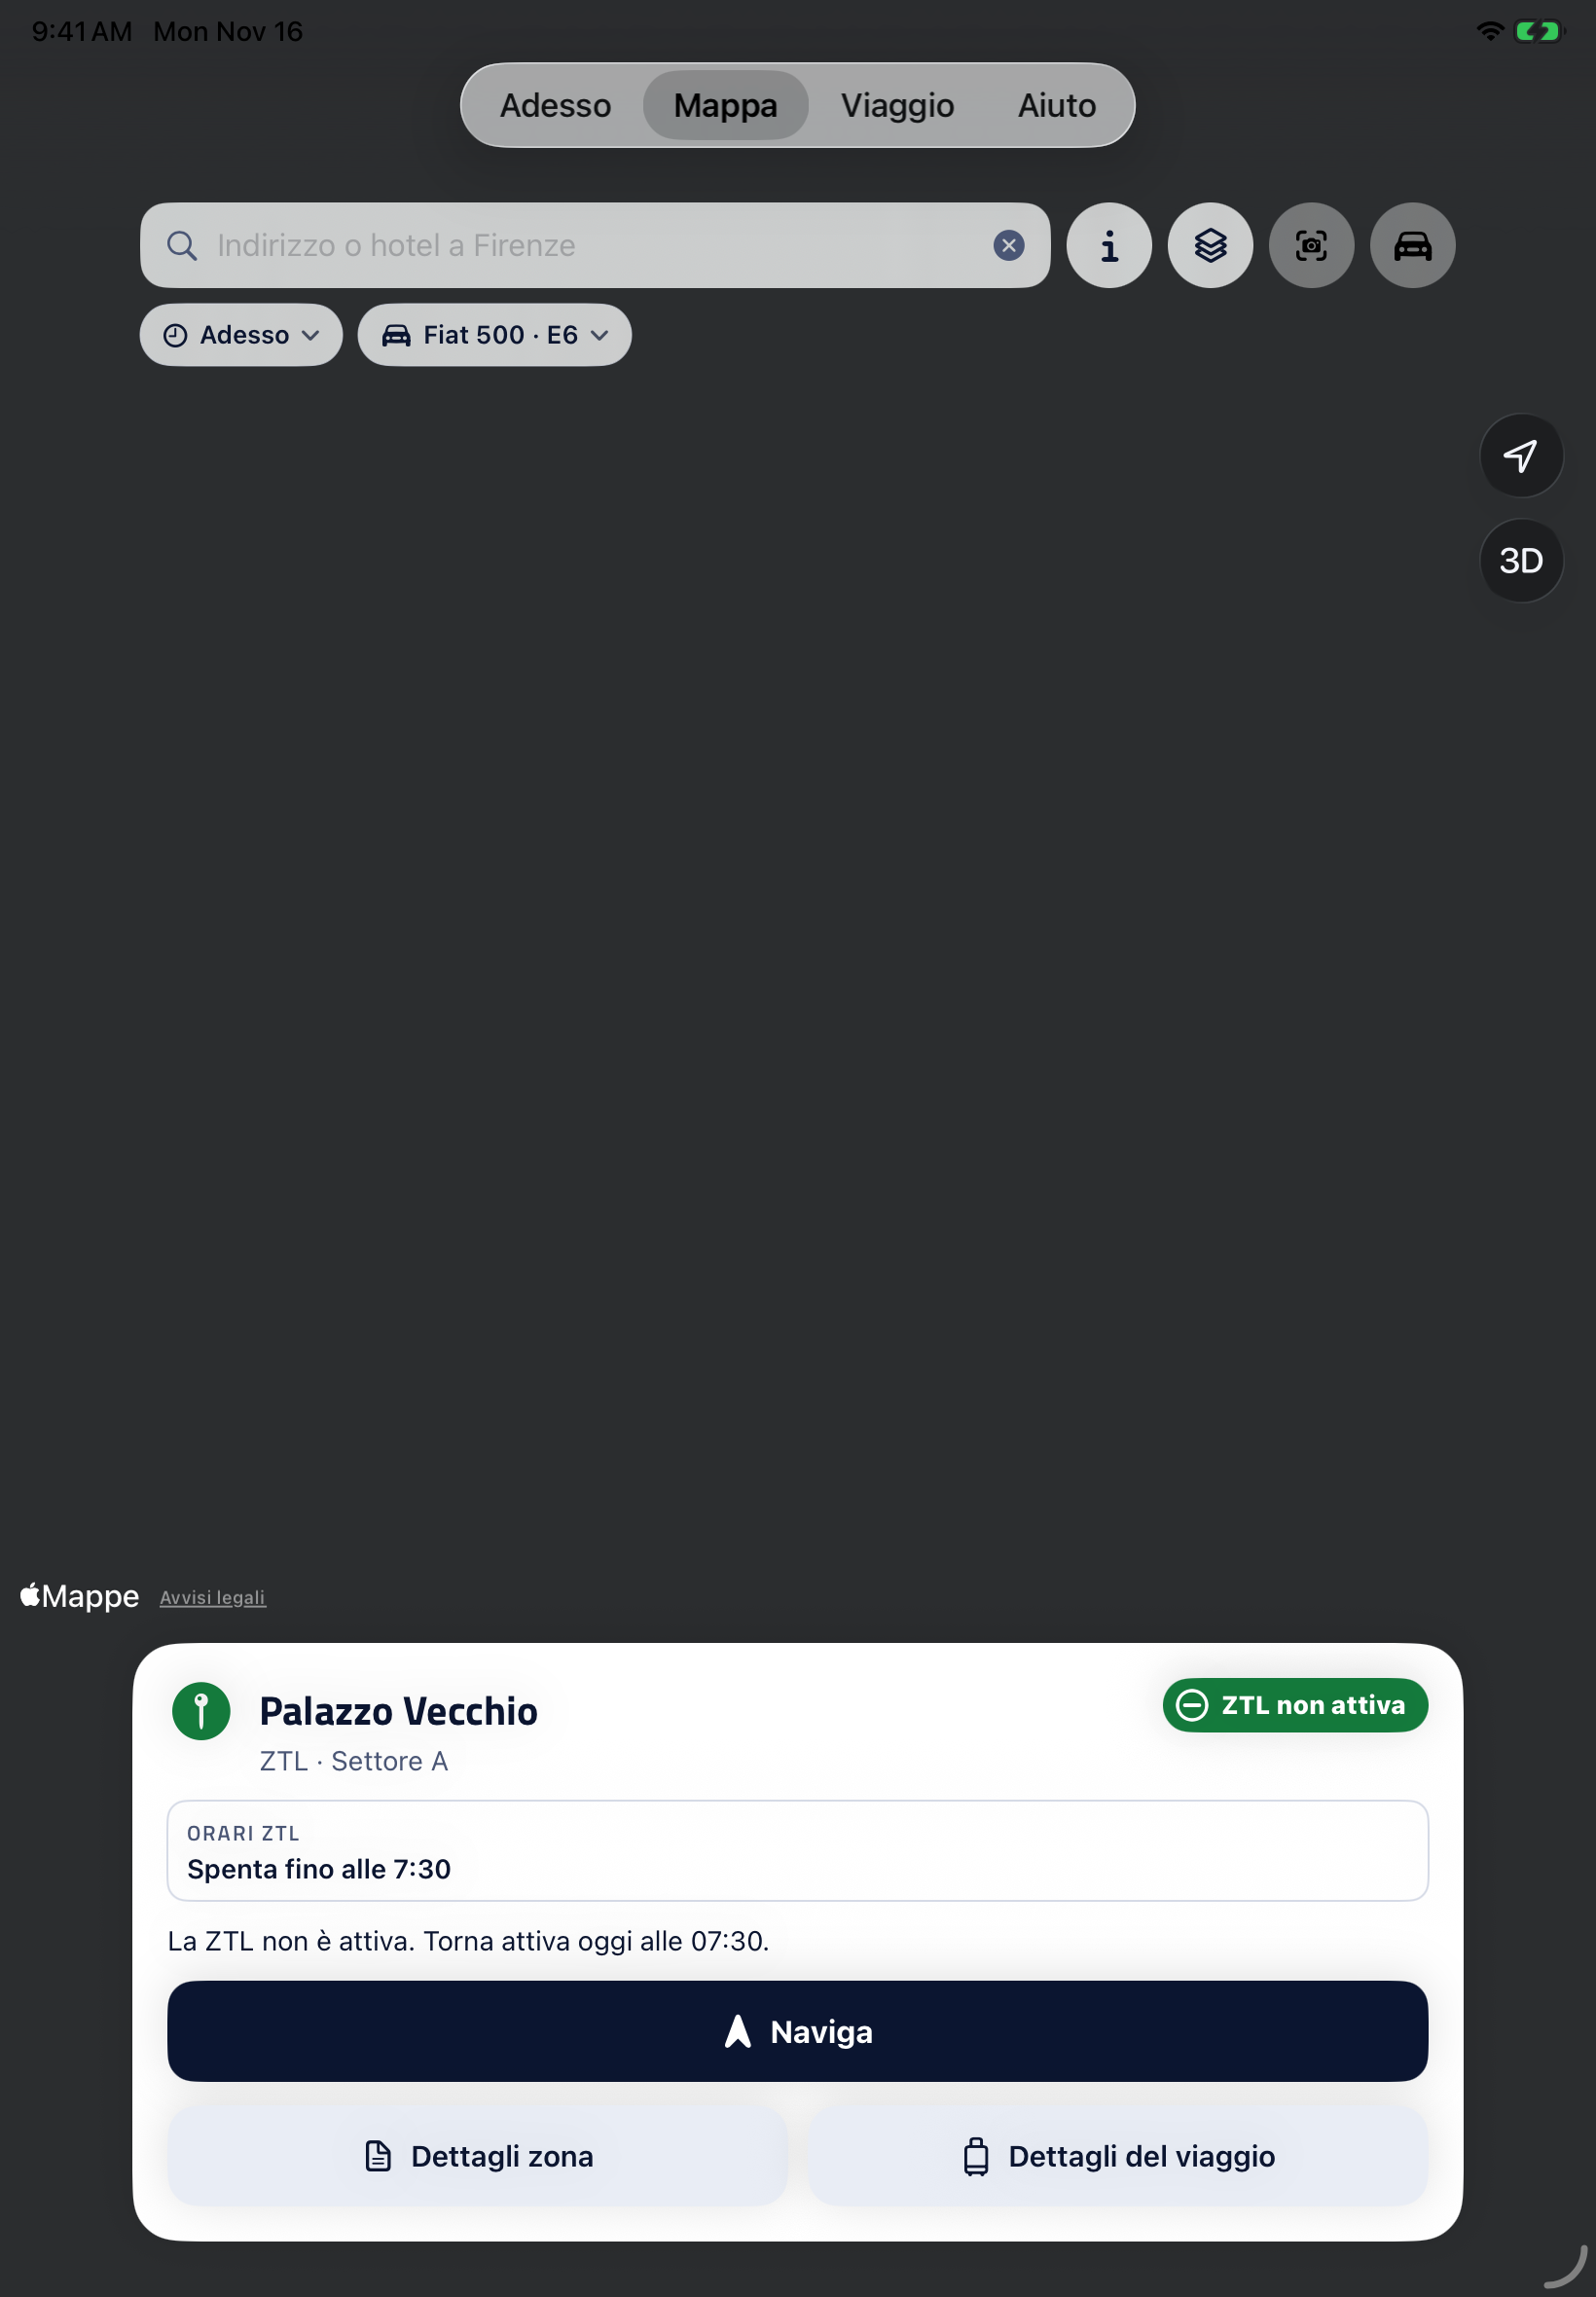 9:41 AM Mon Nov 16
Adesso Mappa Viaggio Aiuto
Indirizzo o hotel a Firenze
Adesso Fiat 500 · E6
3D
Mappe Avvisi legali
Palazzo Vecchio
ZTL non attiva
ZTL · Settore A
ORARI ZTL
Spenta fino alle 7:30
La ZTL non è attiva. Torna attiva oggi alle 07:30.
Naviga
Dettagli zona Dettagli del viaggio